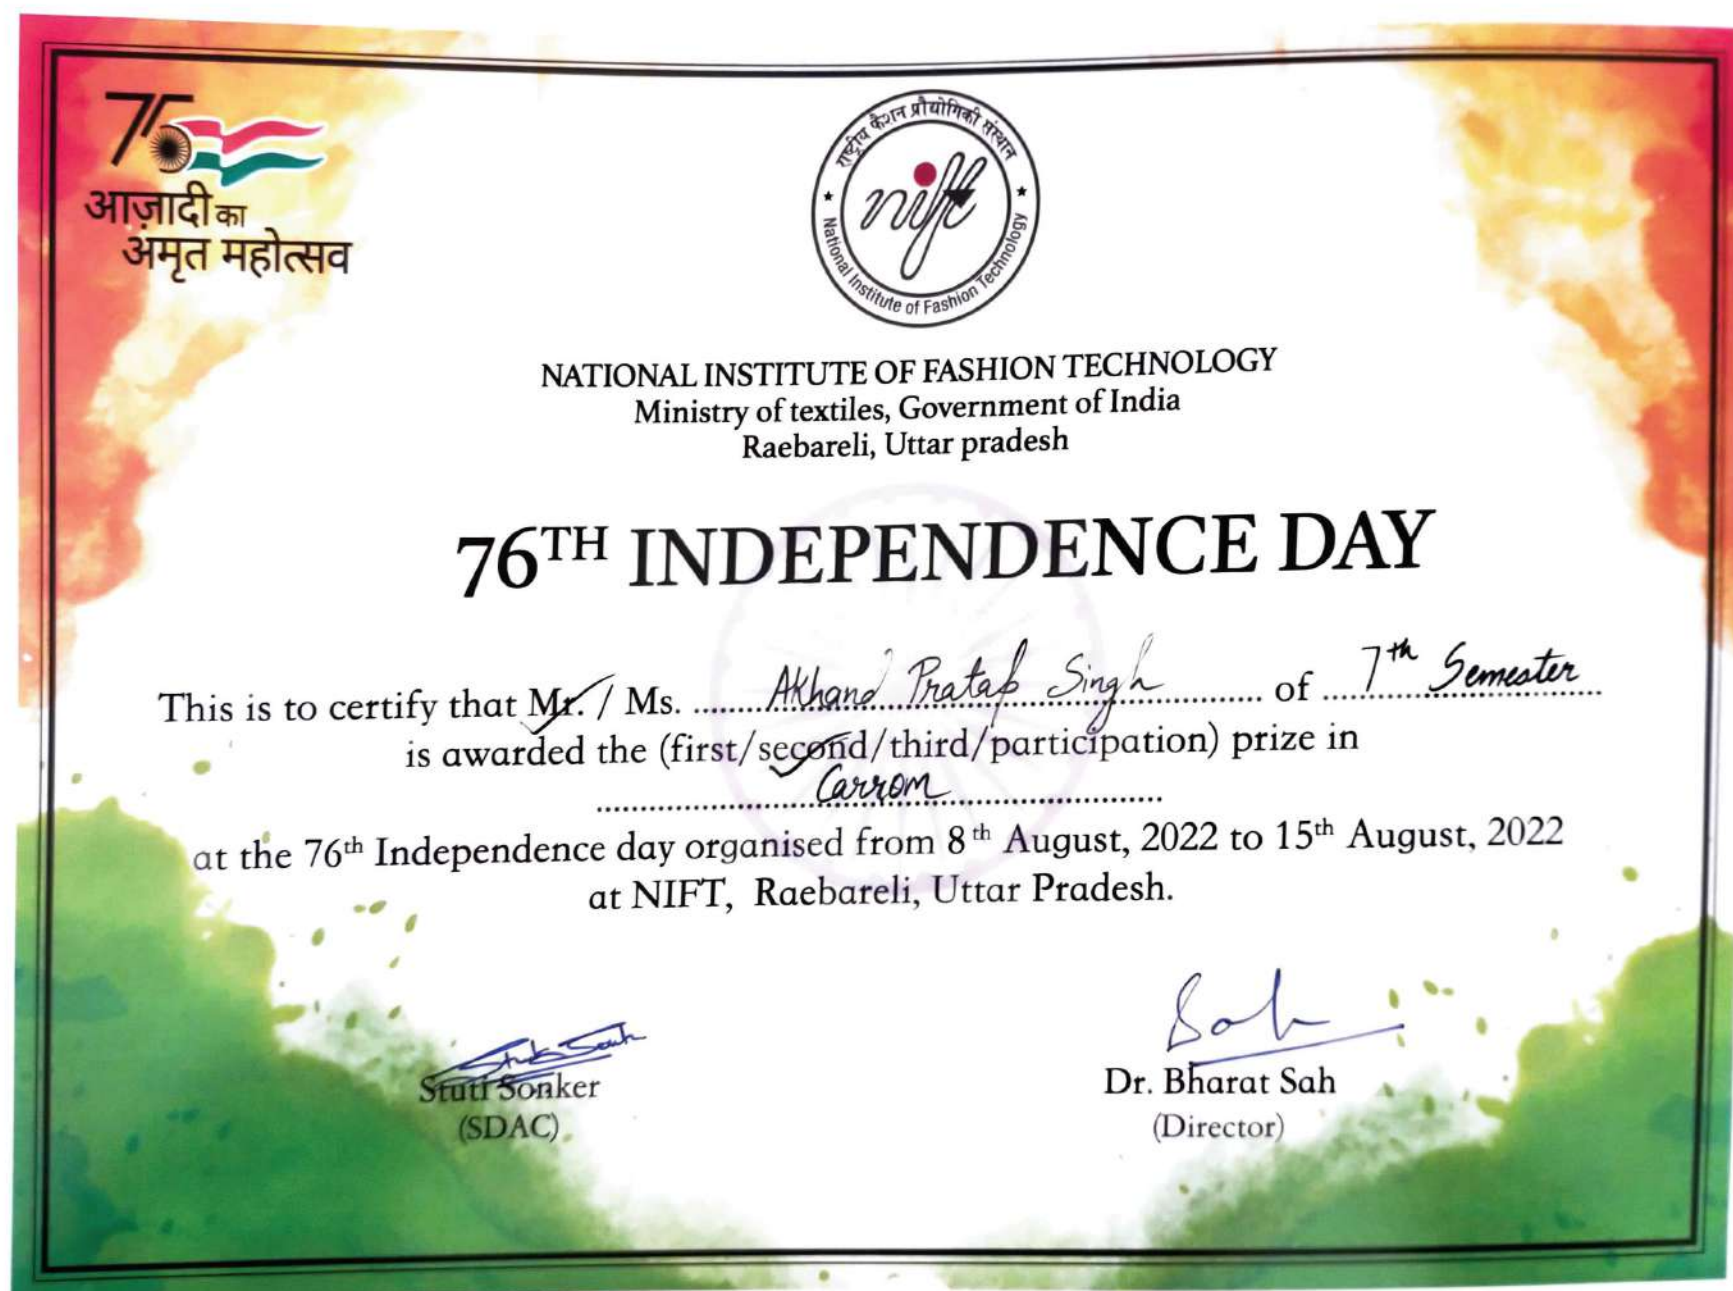 75
आज़ादी का
अमृत महोत्सव
राष्ट्रीय फैशन प्रौद्योगिकी संस्थान
nift
National Institute of Fashion Technology
NATIONAL INSTITUTE OF FASHION TECHNOLOGY
Ministry of textiles, Government of India
Raebareli, Uttar pradesh
76TH INDEPENDENCE DAY
This is to certify that Mr. / Ms. Akhand Pratap Singh of 7th Semester
is awarded the (first/second/third/participation) prize in
Carrom
at the 76th Independence day organised from 8th August, 2022 to 15th August, 2022
at NIFT, Raebareli, Uttar Pradesh.
Sah
Stuti Sonker
(SDAC)
Dr. Bharat Sah
(Director)